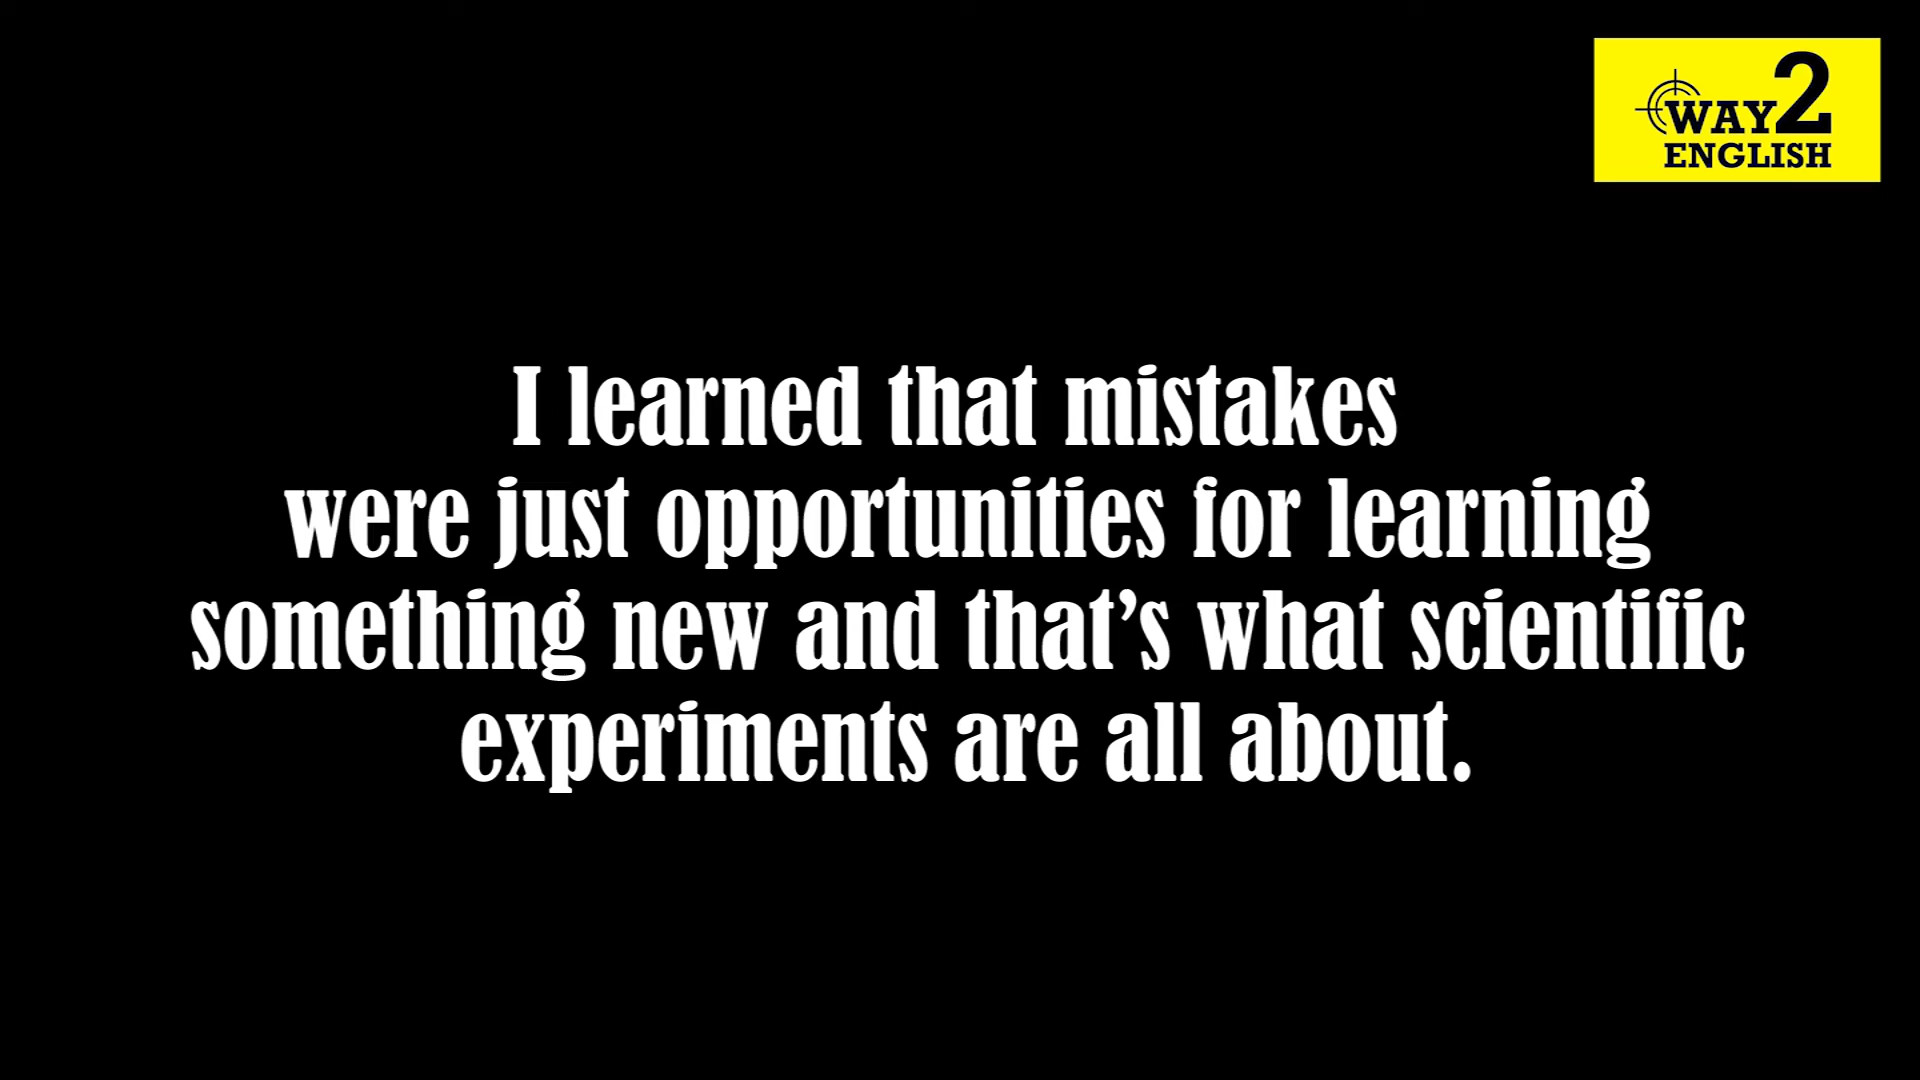 WAY2
ENGLISH
I learned that mistakes
were just opportunities for learning
something new and that’s what scientific
experiments are all about.